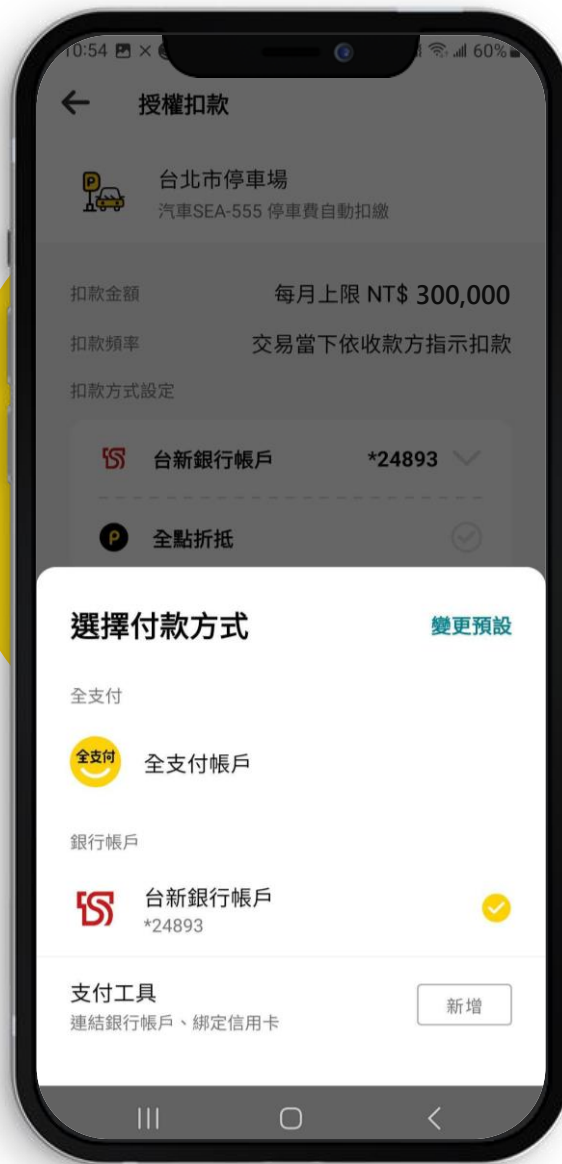 10:54
60%
授權扣款
P
台北市停車場
汽車SEA-555 停車費自動扣繳
扣款金額
每月上限 NT$ 300,000
扣款頻率
交易當下依收款方指示扣款
扣款方式設定
台新銀行帳戶
*24893
P 全點折抵
選擇付款方式
變更預設
全支付
全支付
全支付帳戶
銀行帳戶
台新銀行帳戶
*24893
支付工具
連結銀行帳戶、綁定信用卡
新增